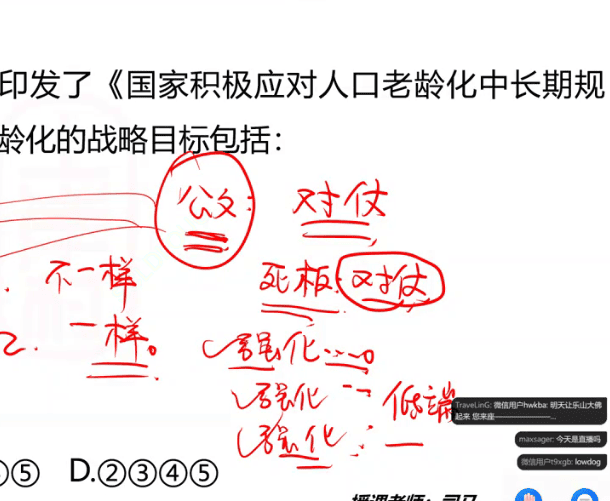 印发了《国家积极应对人口老龄化中长期规
龄化的战略目标包括：
公文： 对仗
不一样 死板：对仗
2. 一样。 强化……。
强化 -- 低端
强化：一
TraveLinG: 微信用户hwkba: 明天让乐山大佛
起来 您来座——————...
maxsager: 今天是直播吗
微信用户t9xgb: lowdog
⑤ D.②③④⑤
授课老师：司马